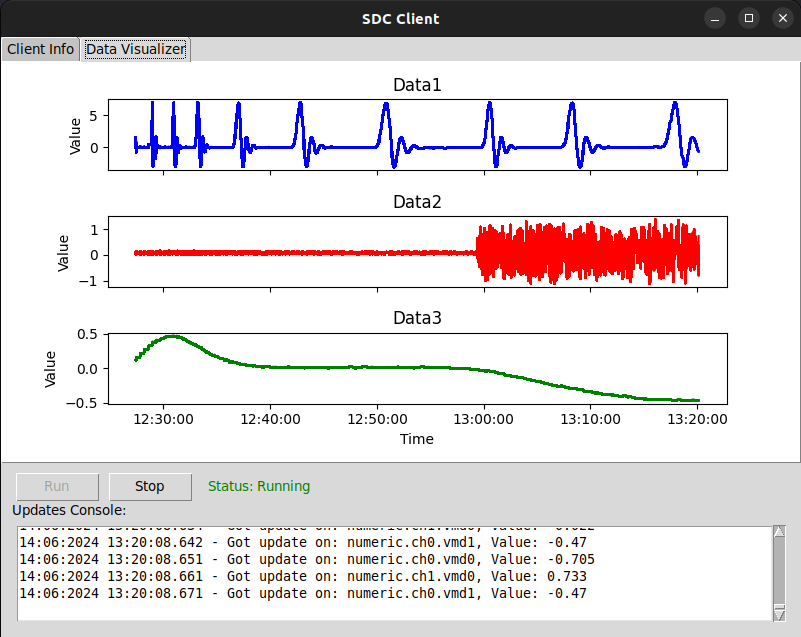 SDC Client
Client Info Data Visualizer
Data1
5
0
Value
Data2
1
0
−1
Value
Data3
0.5
0.0
−0.5
Value
12:30:00 12:40:00 12:50:00 13:00:00 13:10:00 13:20:00
Time
Run Stop Status: Running
Updates Console:
14:06:2024 13:20:08.642 - Got update on: numeric.ch0.vmd1, Value: -0.47
14:06:2024 13:20:08.651 - Got update on: numeric.ch0.vmd0, Value: -0.705
14:06:2024 13:20:08.661 - Got update on: numeric.ch1.vmd0, Value: 0.733
14:06:2024 13:20:08.671 - Got update on: numeric.ch0.vmd1, Value: -0.47